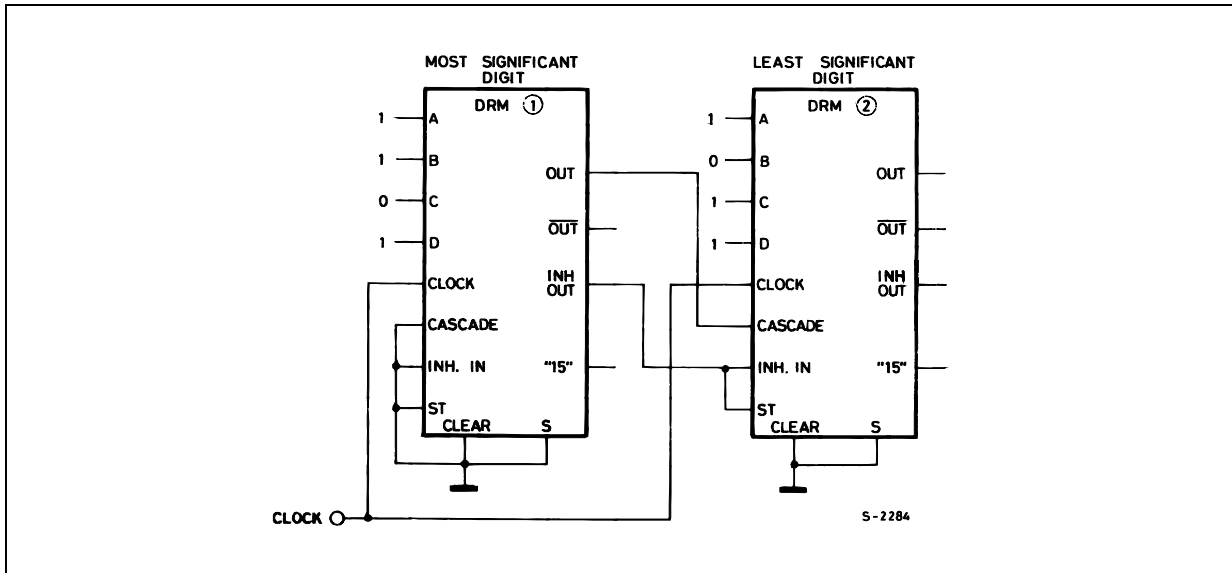 MOST SIGNIFICANT
DIGIT
DRM 1
1 A
1 B
0 C
1 D
CLOCK
CASCADE
INH. IN
ST
CLEAR
S
OUT
OUT
INH
OUT
"15"
LEAST SIGNIFICANT
DIGIT
DRM 2
1 A
0 B
1 C
1 D
CLOCK
CASCADE
INH. IN
ST
CLEAR
S
OUT
OUT
INH
OUT
"15"
CLOCK
S-2284